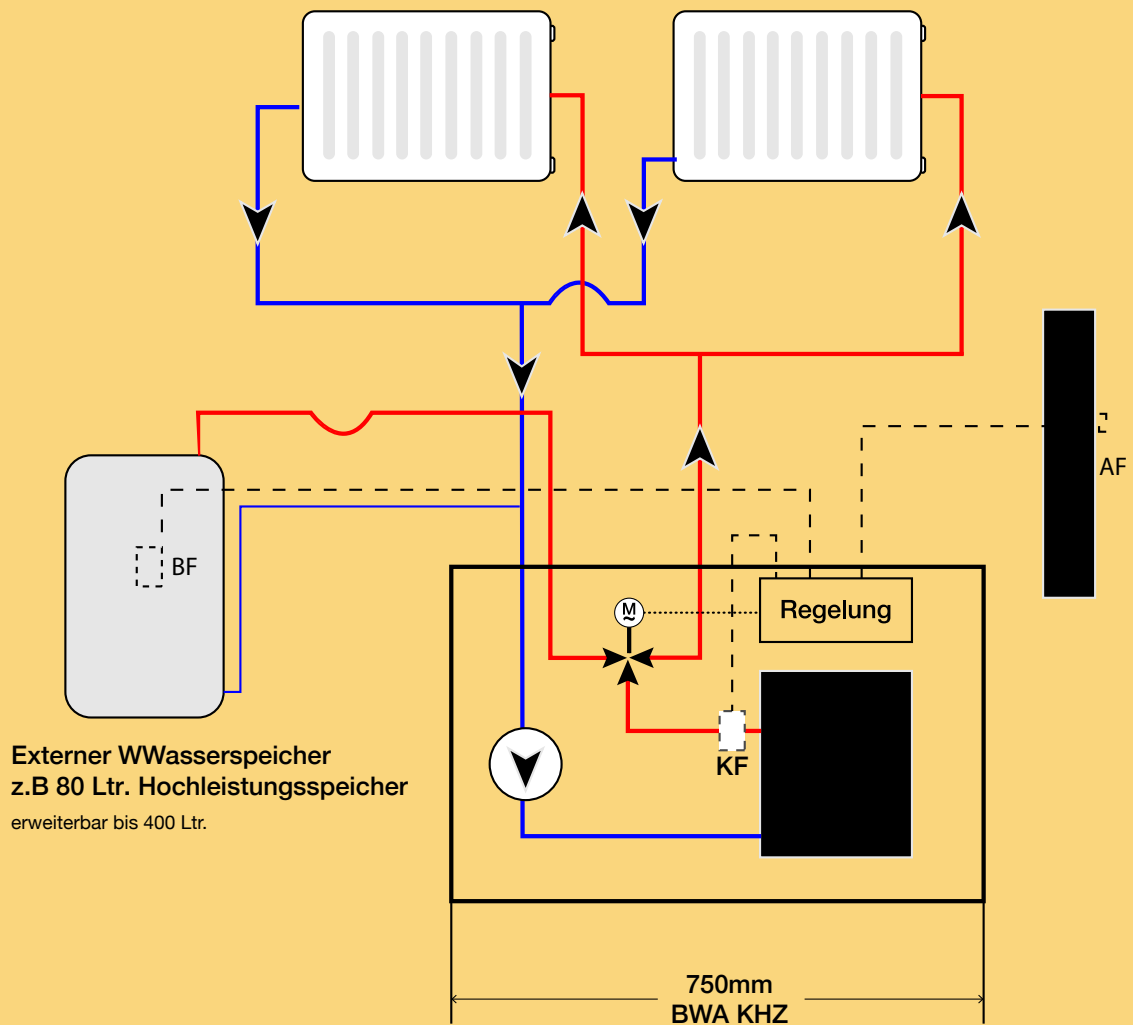 AF
BF
M
~
Regelung
KF
Externer WWasserspeicher
z.B 80 Ltr. Hochleistungsspeicher
erweiterbar bis 400 Ltr.
750mm
BWA KHZ